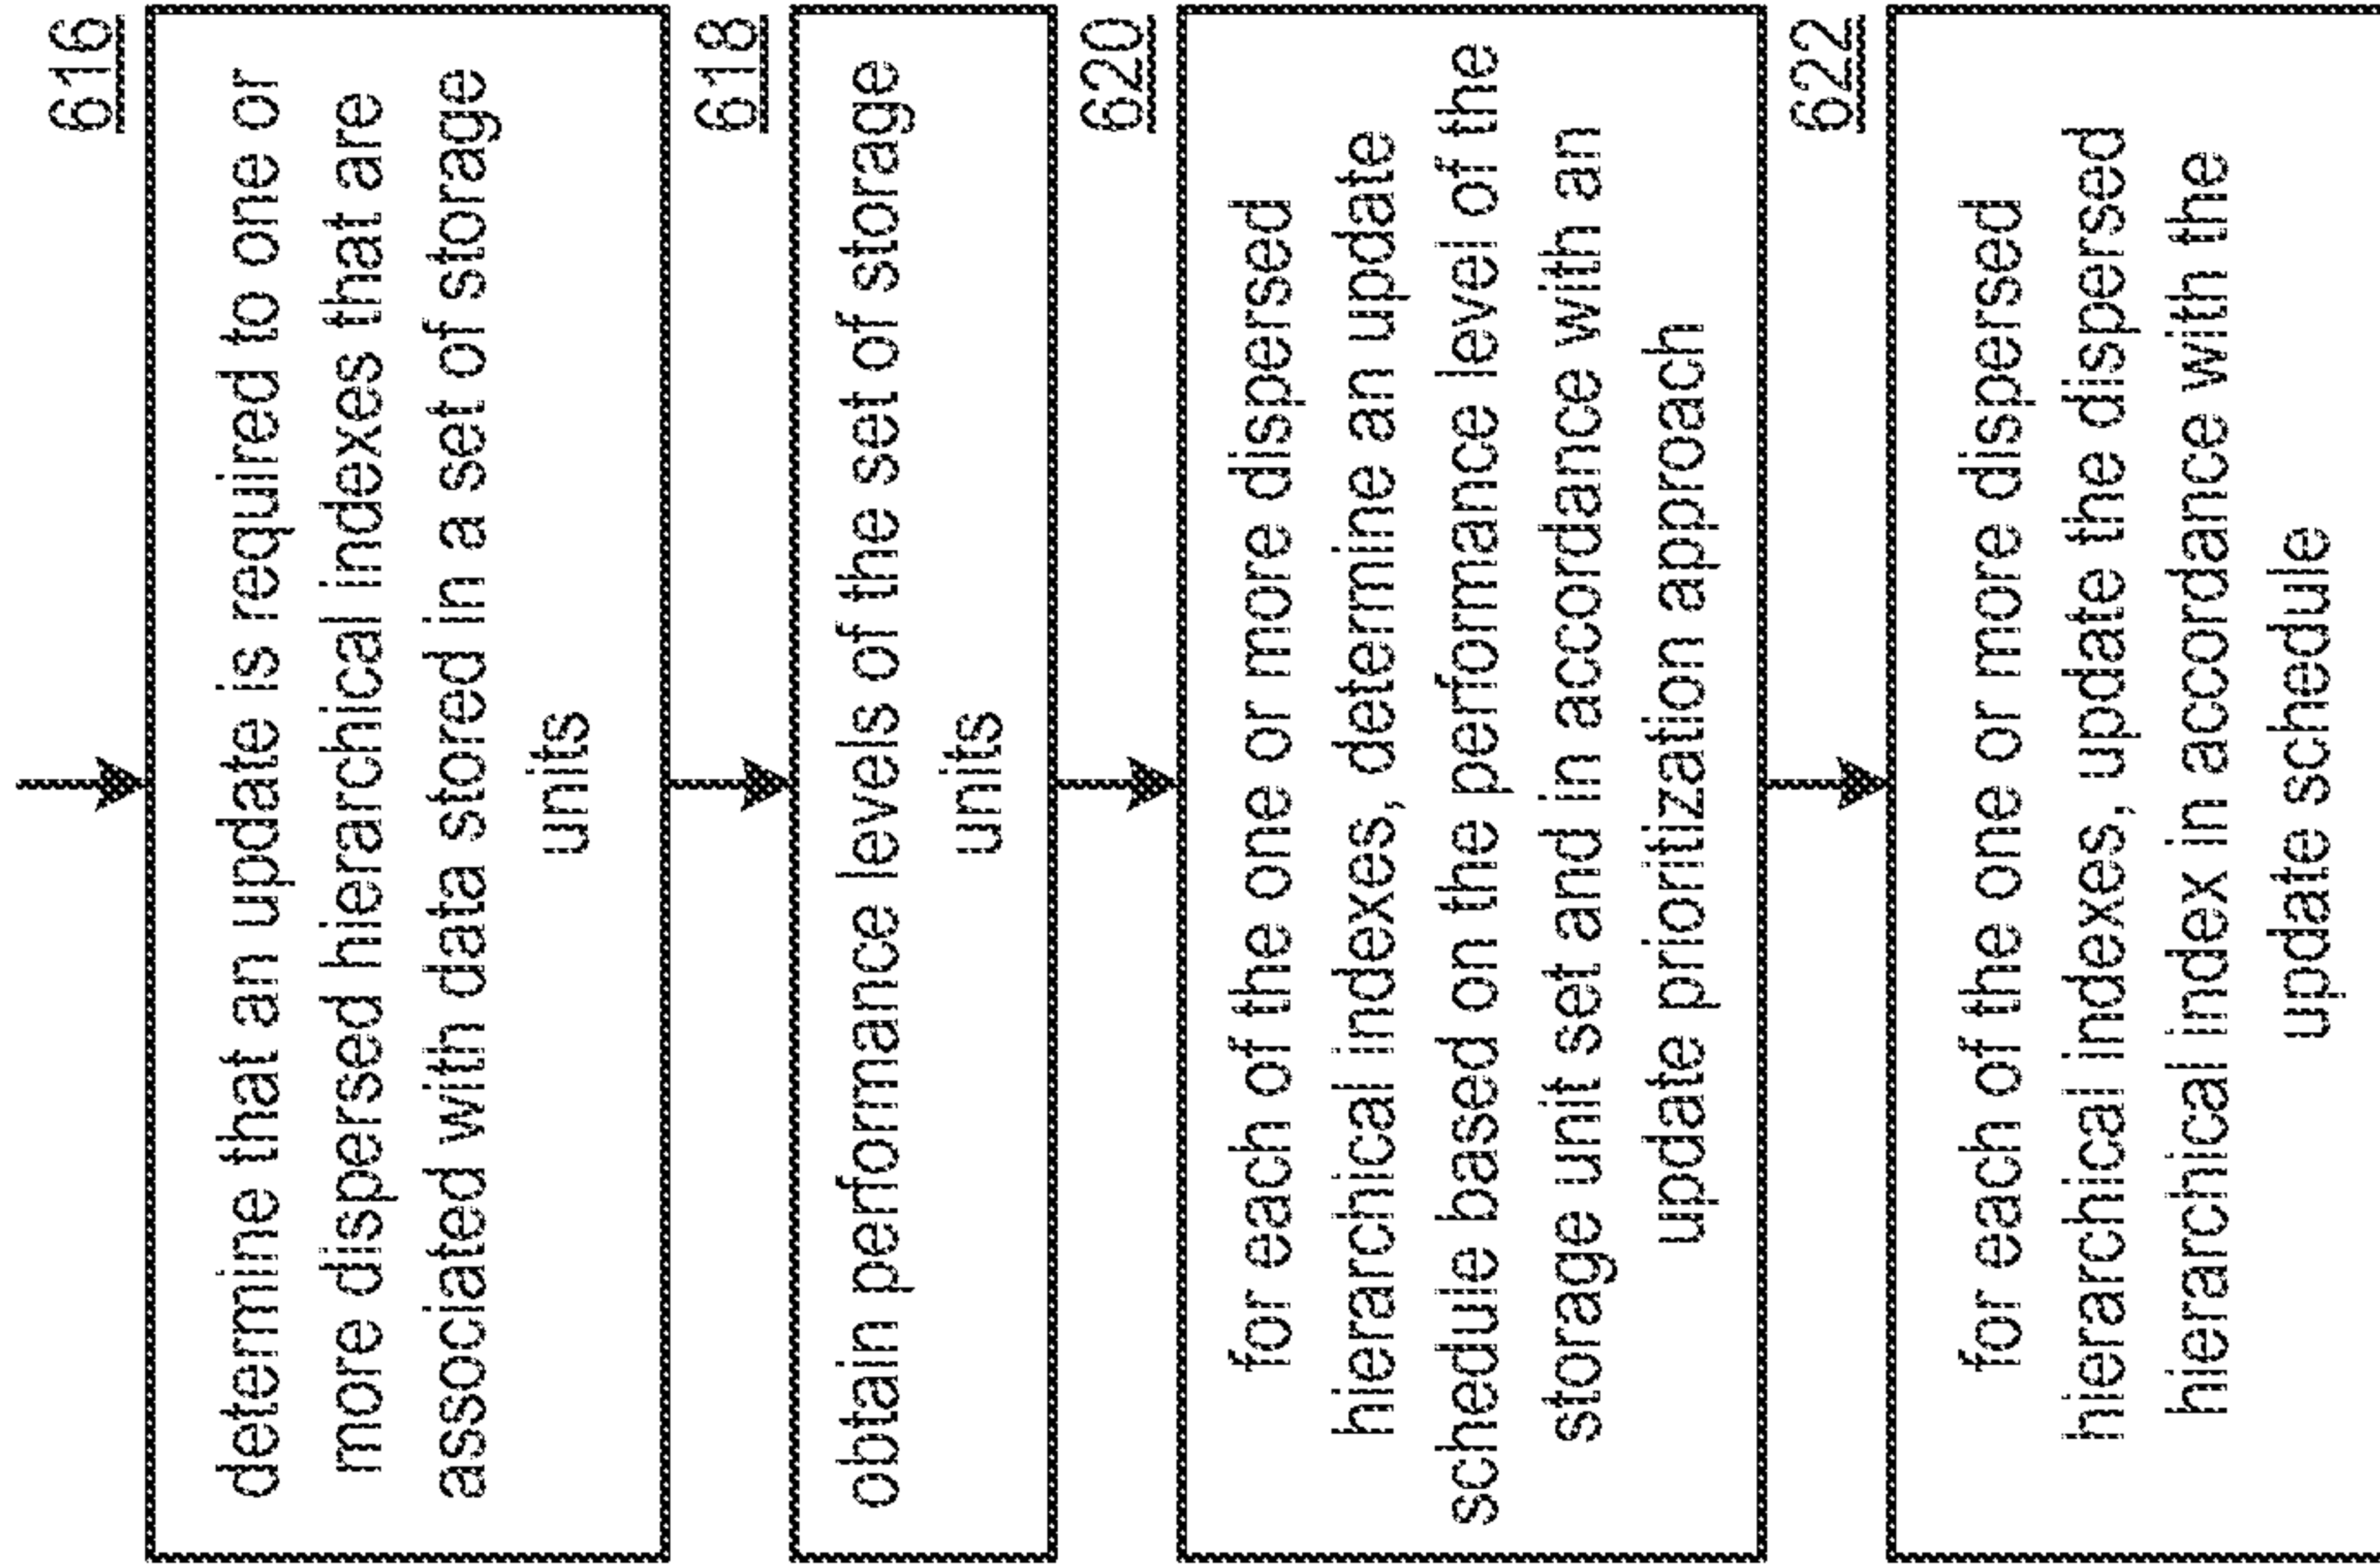 616
determine that an update is required to one or
more dispersed hierarchical indexes that are
associated with data stored in a set of storage
units
618
obtain performance levels of the set of storage
units
620
for each of the one or more dispersed
hierarchical indexes, determine an update
schedule based on the performance level of the
storage unit set and in accordance with an
update prioritization approach
622
for each of the one or more dispersed
hierarchical indexes, update the dispersed
hierarchical index in accordance with the
update schedule